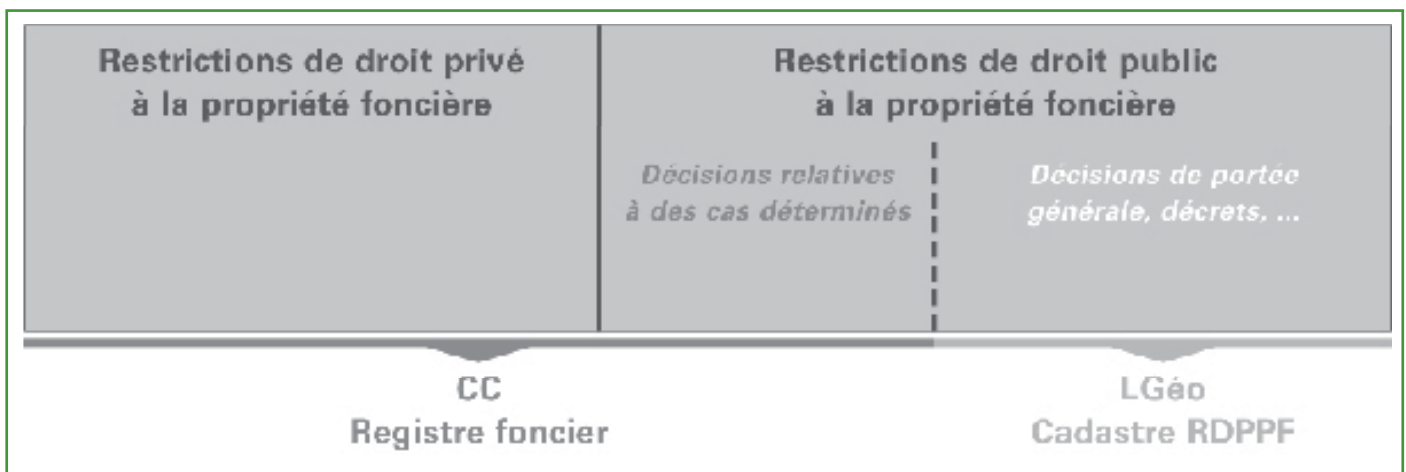 Restrictions de droit privé
à la propriété foncière
Restrictions de droit public
à la propriété foncière
Décisions relatives
à des cas déterminés
Décisions de portée
générale, décrets, ...
CC
Registre foncier
LGéo
Cadastre RDPPF